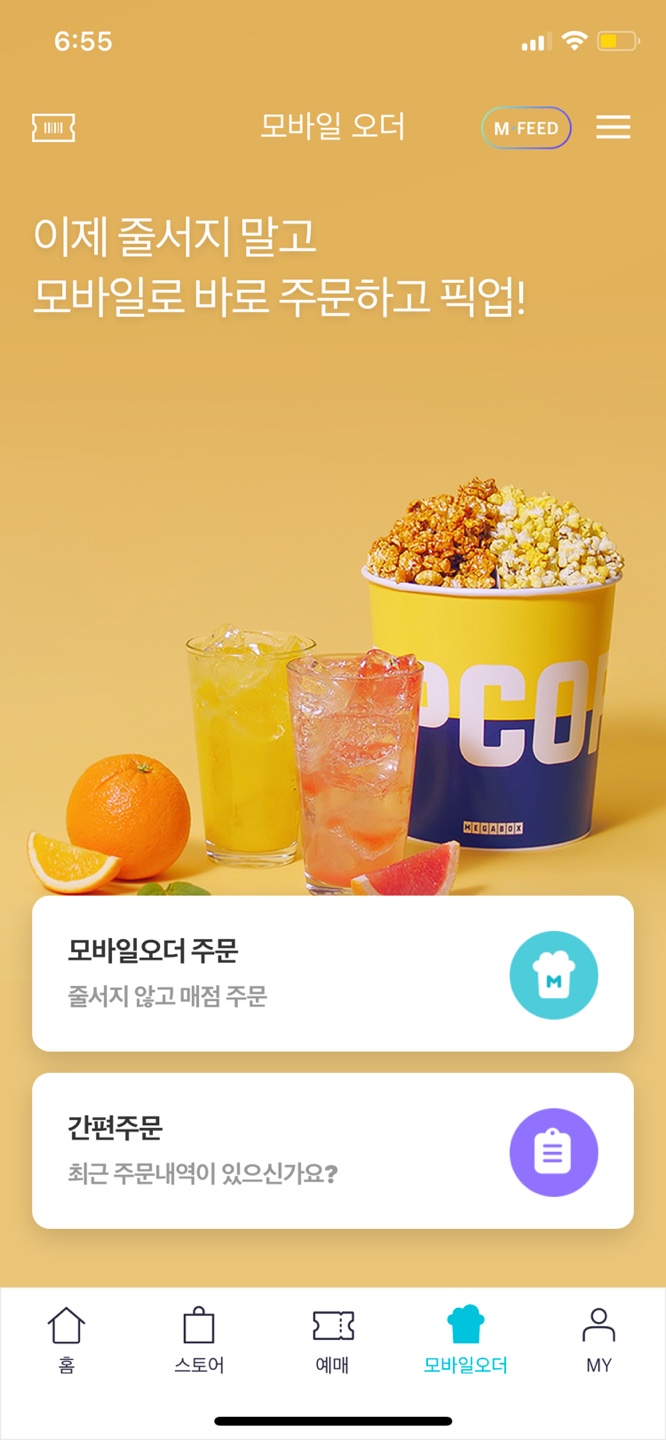 6:55
모바일 오더
M FEED
이제 줄서지 말고
모바일로 바로 주문하고 픽업!
PCOR
MEGABOX
모바일오더 주문
줄서지 않고 매점 주문
M
간편주문
최근 주문내역이 있으신가요?
홈
스토어
예매
모바일오더
MY